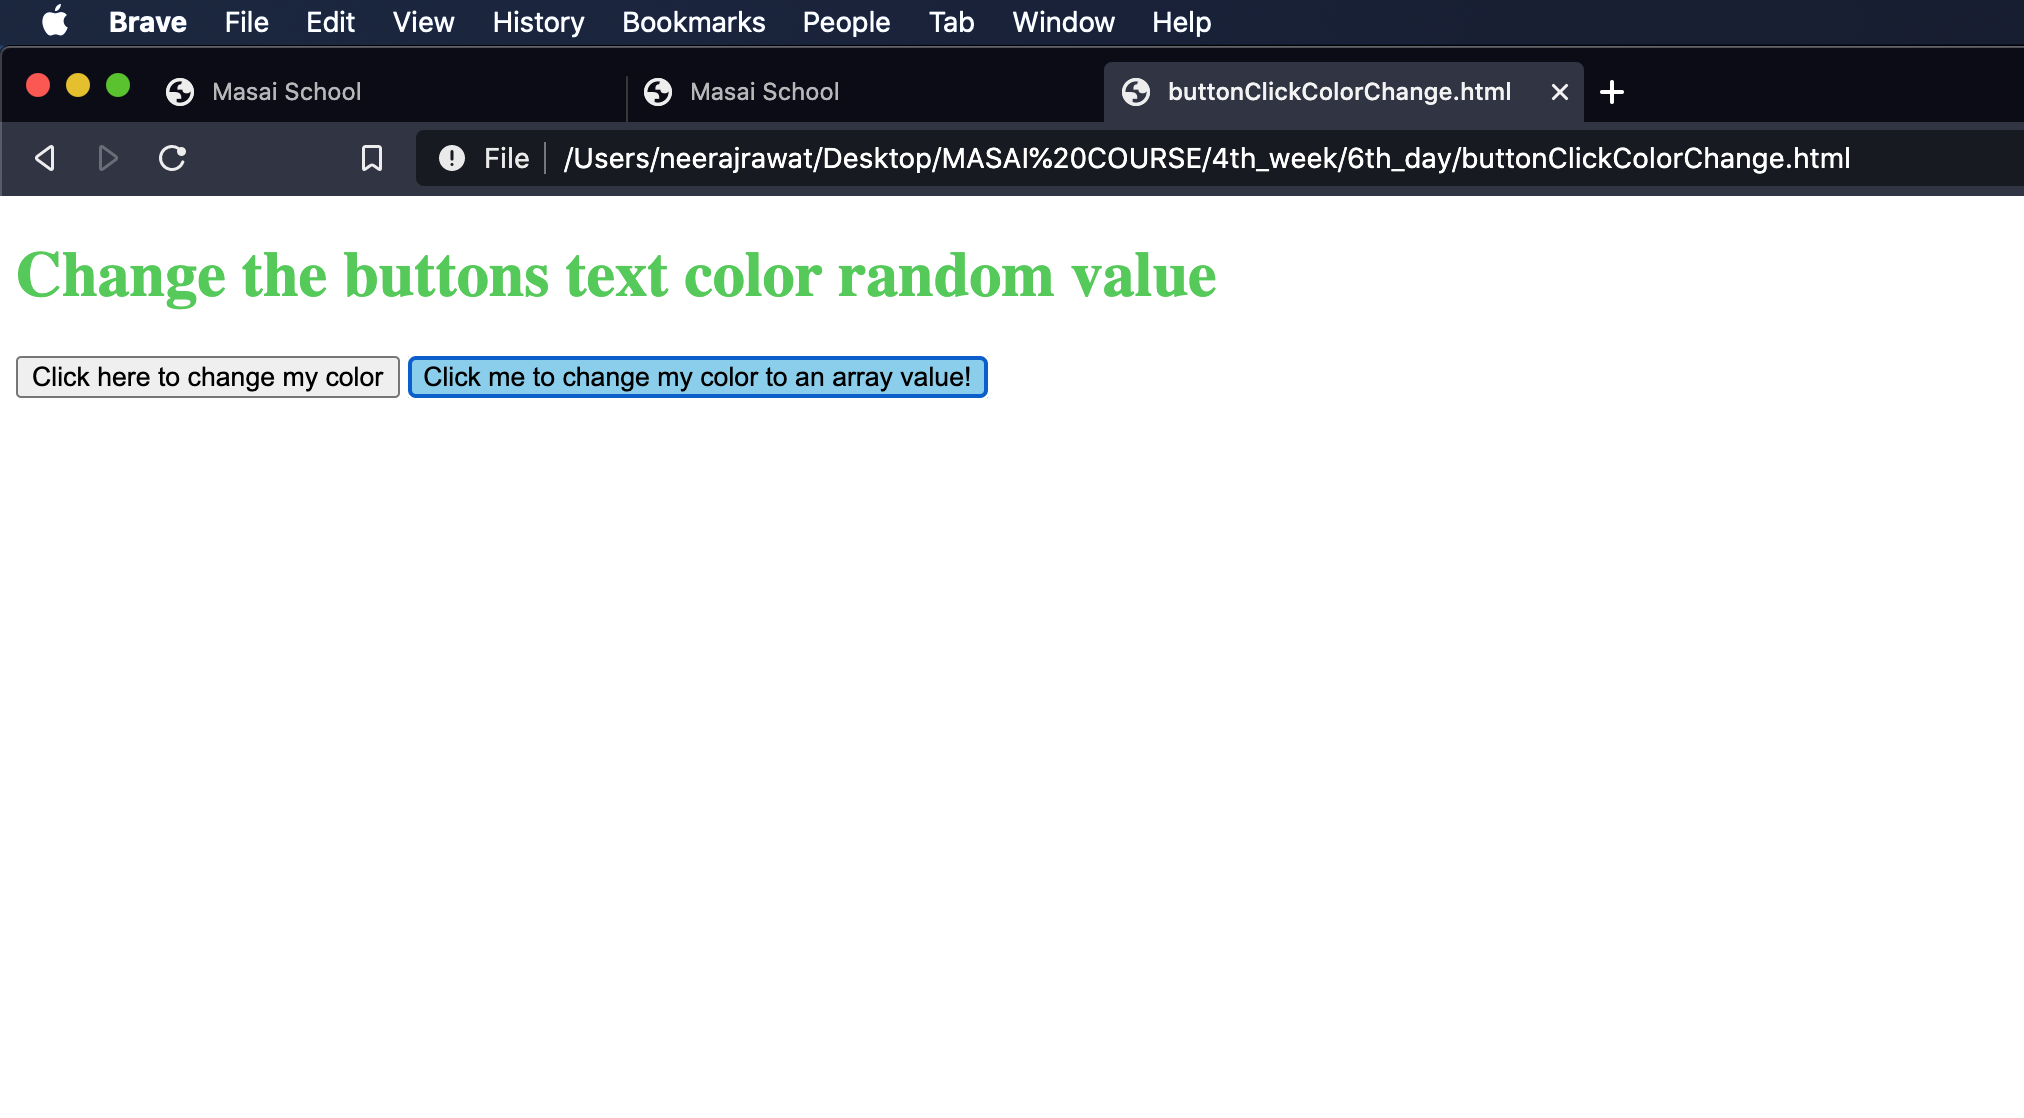 Brave File Edit View History Bookmarks People Tab Window Help
Masai School Masai School buttonClickColorChange.html
File /Users/neerajrawat/Desktop/MASAI%20COURSE/4th_week/6th_day/buttonClickColorChange.html
Change the buttons text color random value
Click here to change my color Click me to change my color to an array value!